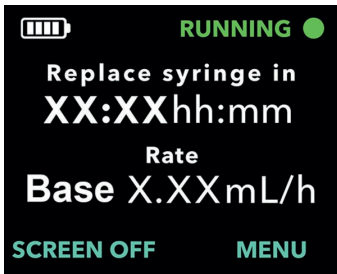 RUNNING
Replace syringe in
XX:XXhh:mm
Rate
Base X.XXmL/h
SCREEN OFF MENU